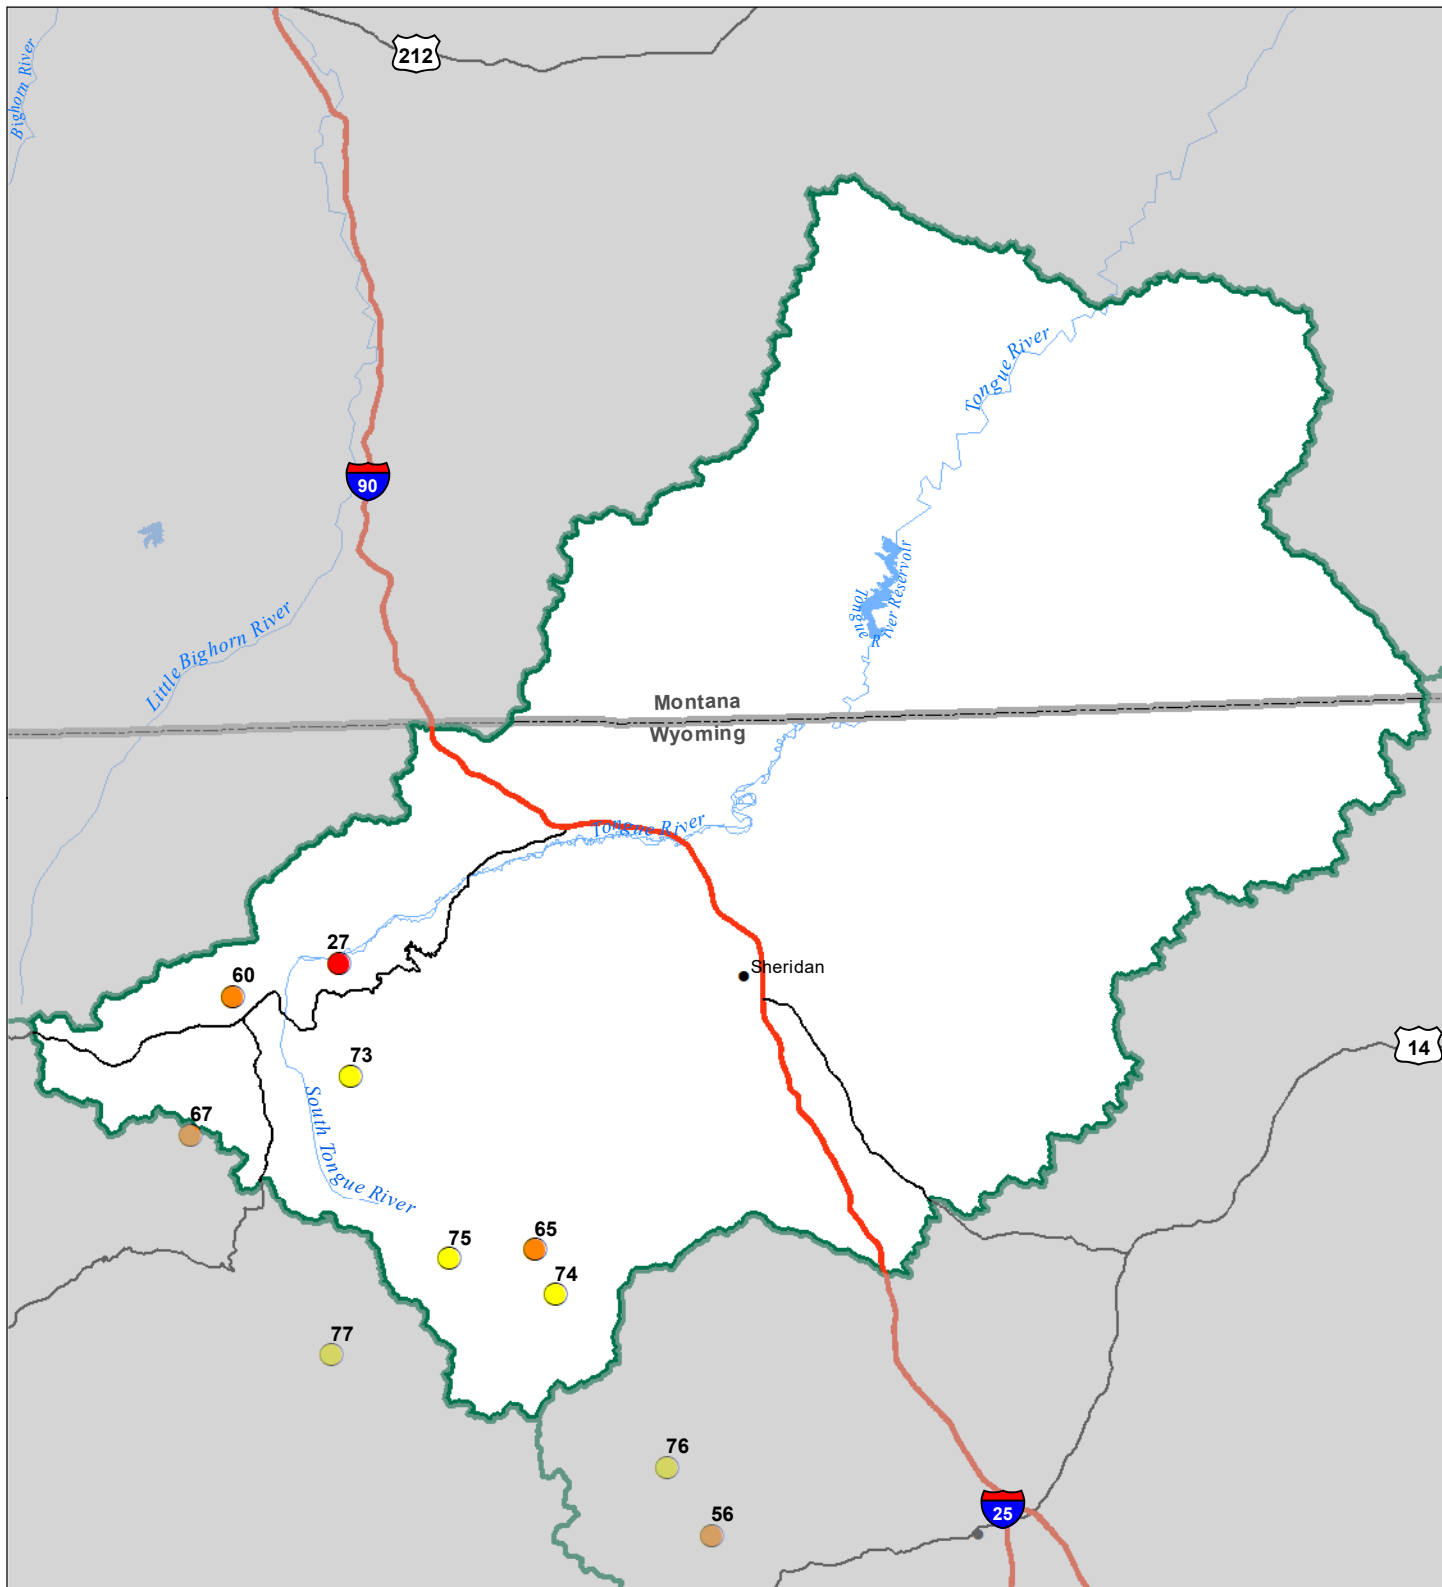 212
Bighorn River
Tongue River
90
Tongue
River Reservoir
Little Bighorn River
Montana
Wyoming
Tongue River
27
Sheridan
60
14
73
South Tongue River
67
65
75
74
77
76
56
25